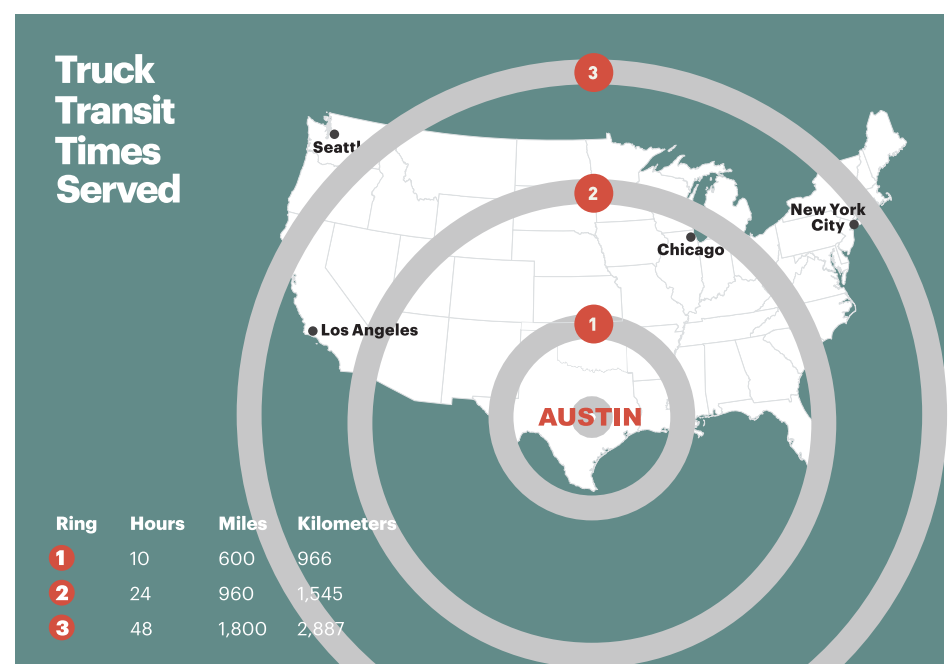 Truck
Transit
Times
Served
3
Seattl
2
New York
City
Chicago
1
Los Angeles
AUSTIN
Ring Hours Miles Kilometers
1 10 600 966
2 24 960 1,545
3 48 1,800 2,887